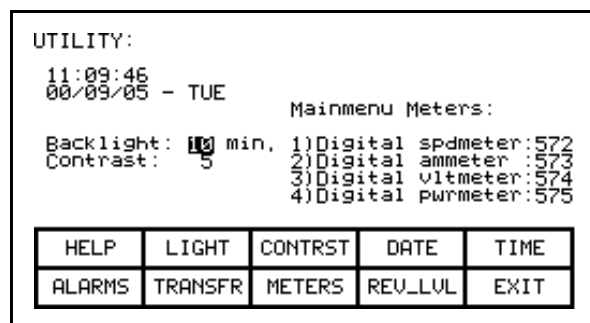 UTILITY:
11:09:46
00/09/05 - TUE
Mainmenu Meters:
Backlight: 10 min, 1)Digital spdmeter:572
Contrast: 5 2)Digital ammeter :573
3)Digital vltmeter:574
4)Digital pwrmeter:575
HELP LIGHT CONTRST DATE TIME
ALARMS TRANSFR METERS REV_LVL EXIT